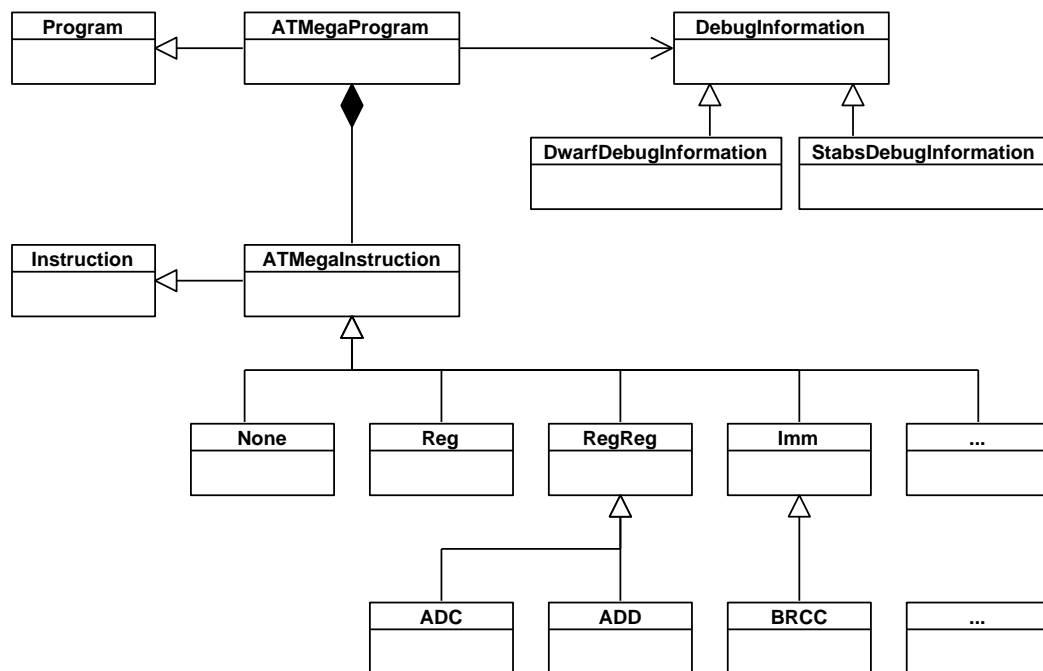 Program
ATMegaProgram
DebugInformation
DwarfDebugInformation
StabsDebugInformation
Instruction
ATMegaInstruction
None
Reg
RegReg
Imm
...
ADC
ADD
BRCC
...